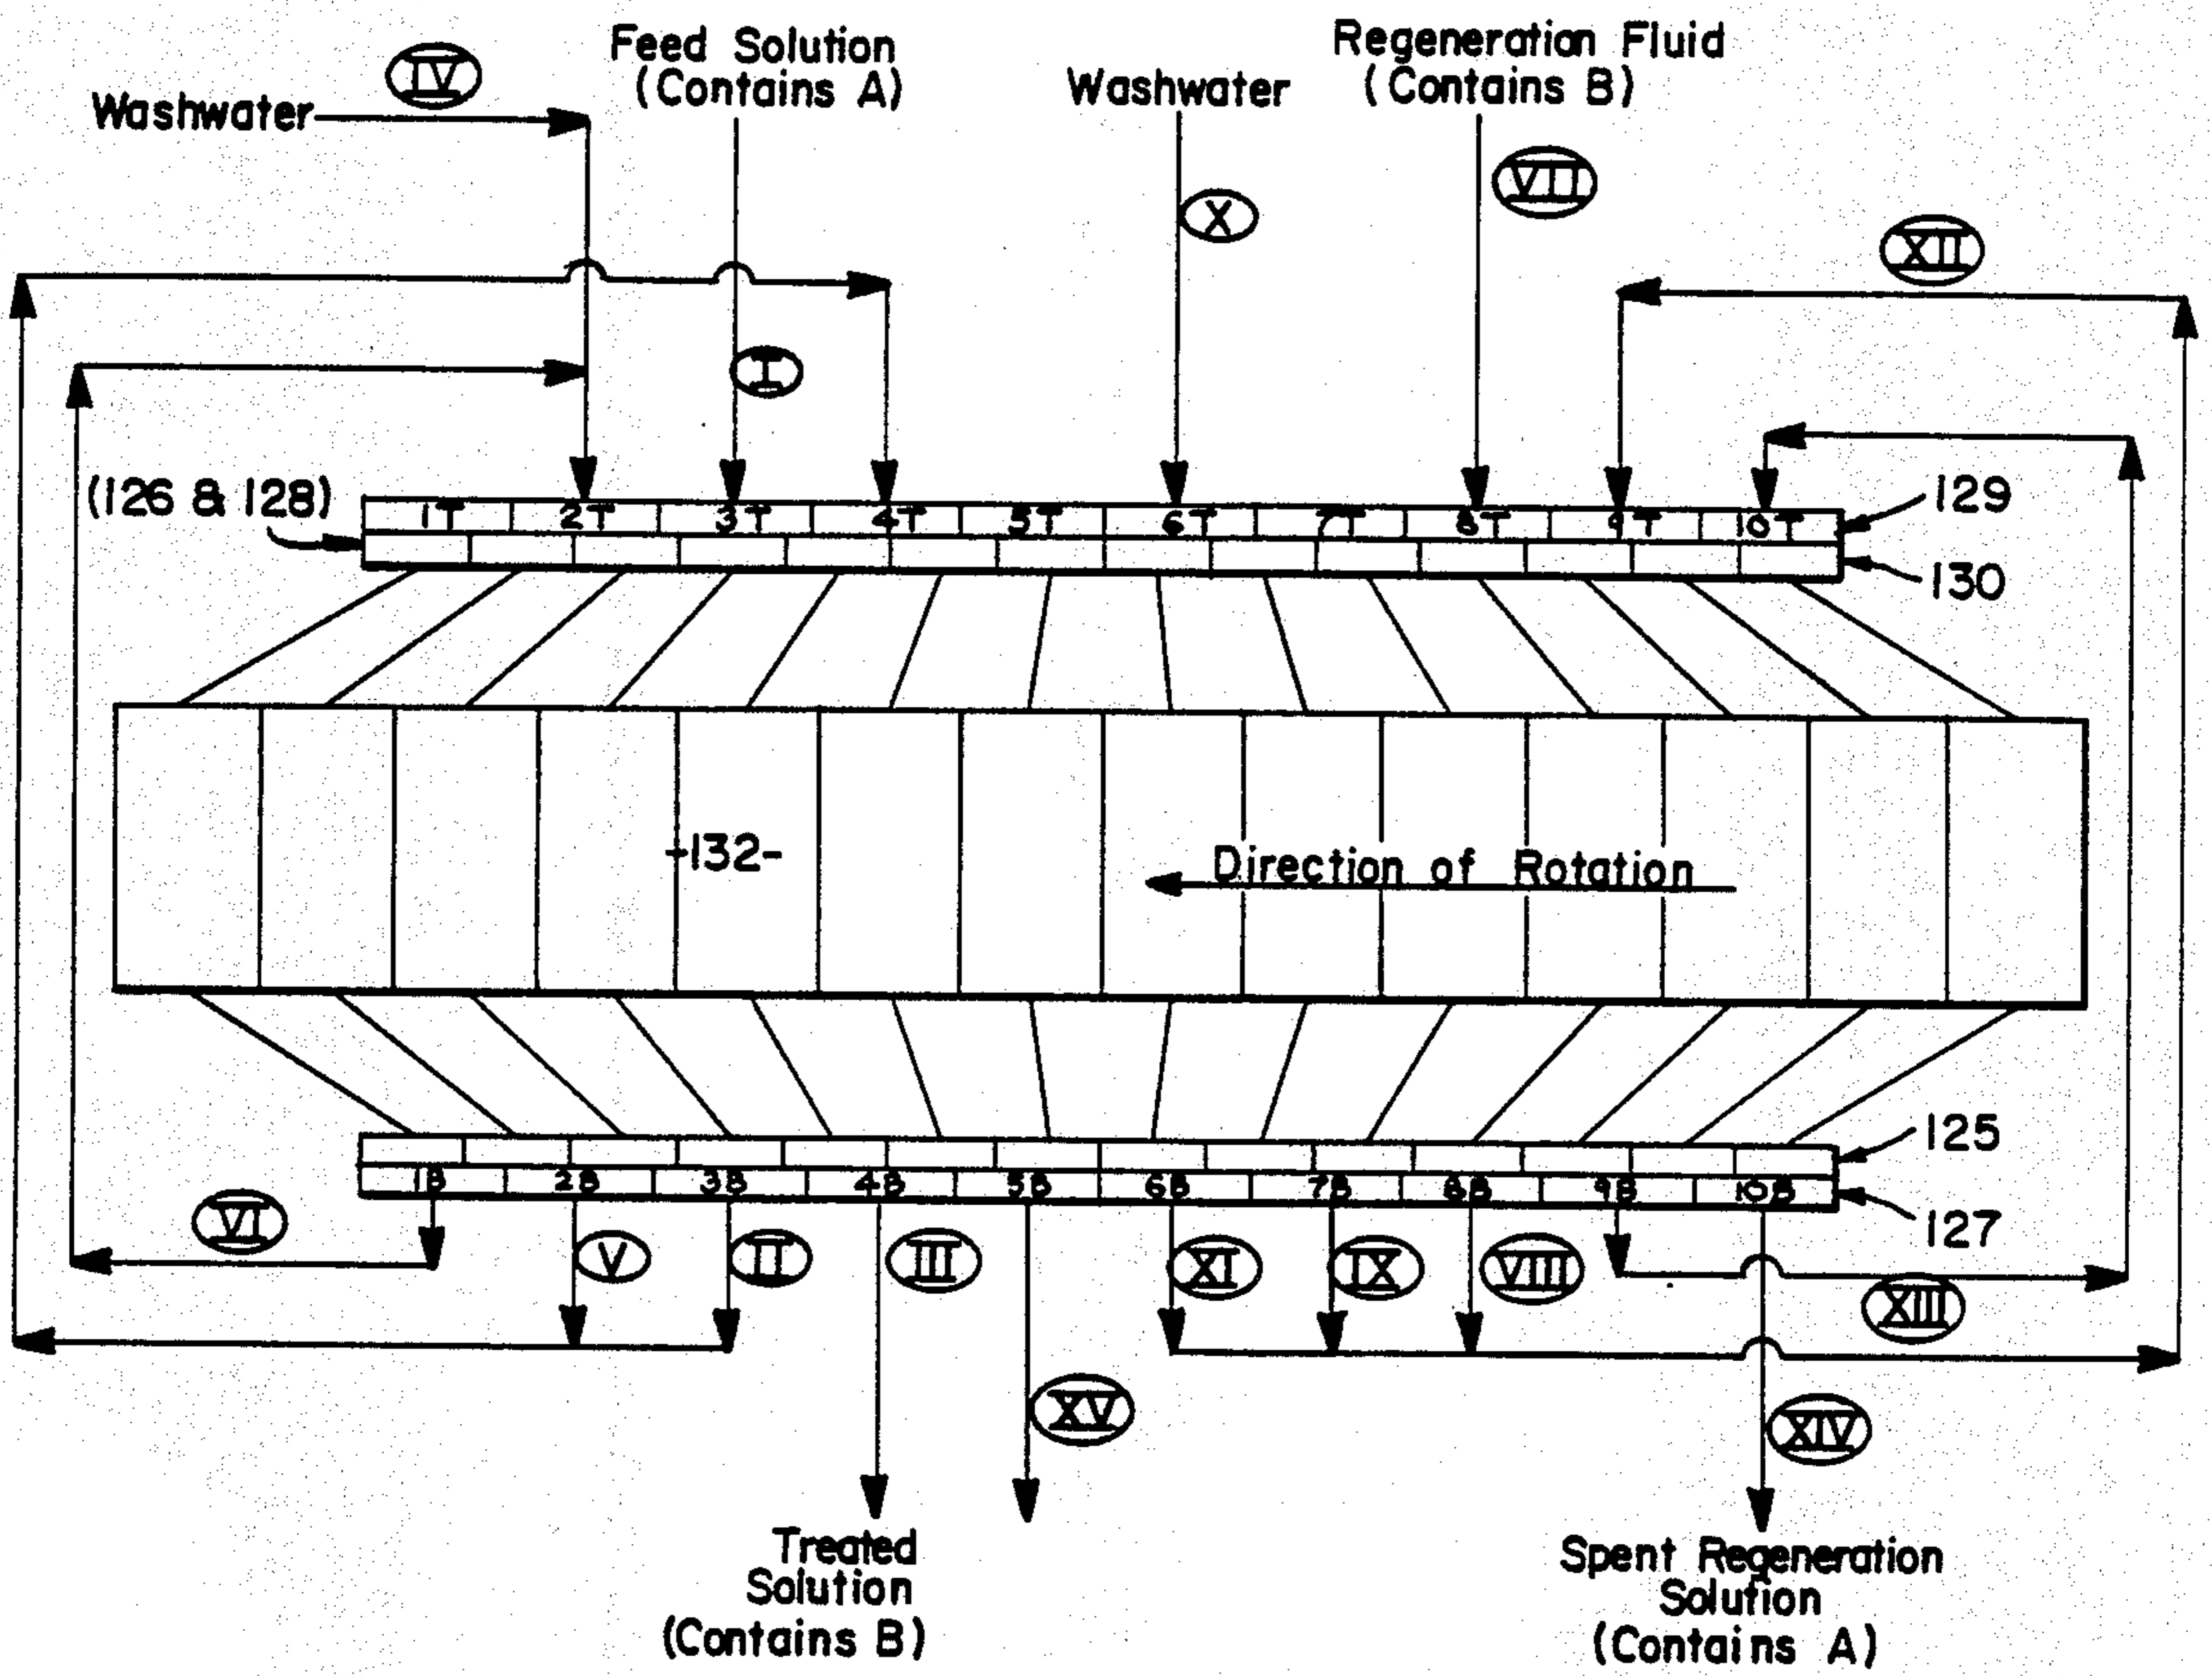 IV
Feed Solution
(Contains A)
Washwater
Washwater
Regeneration Fluid
(Contains B)
VII
X
XII
I
(126 & 128)
1T 2T 3T 4T 5T 6T 7T 8T 9T 10T
129
130
-132-
Direction of Rotation
125
1B 2B 3B 4B 5B 6B 7B 8B 9B 10B
127
VI
V
II
III
XI
IX
VIII
XIII
XV
XIV
Treated
Solution
(Contains B)
Spent Regeneration
Solution
(Contains A)